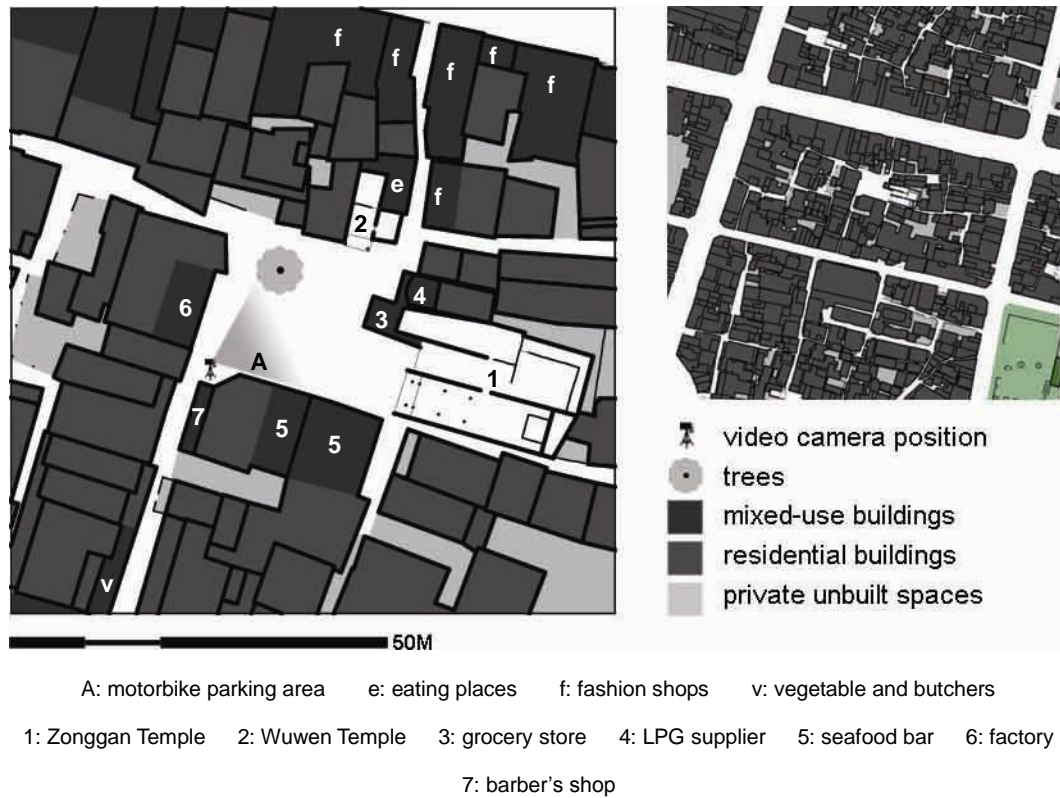 f
f
f
f
f
e
f
2
4
6
3
A
1
7
5
5
v
50M
video camera position
trees
mixed-use buildings
residential buildings
private unbuilt spaces
A: motorbike parking area e: eating places f: fashion shops v: vegetable and butchers
1: Zonggan Temple 2: Wuwen Temple 3: grocery store 4: LPG supplier 5: seafood bar 6: factory
7: barber’s shop